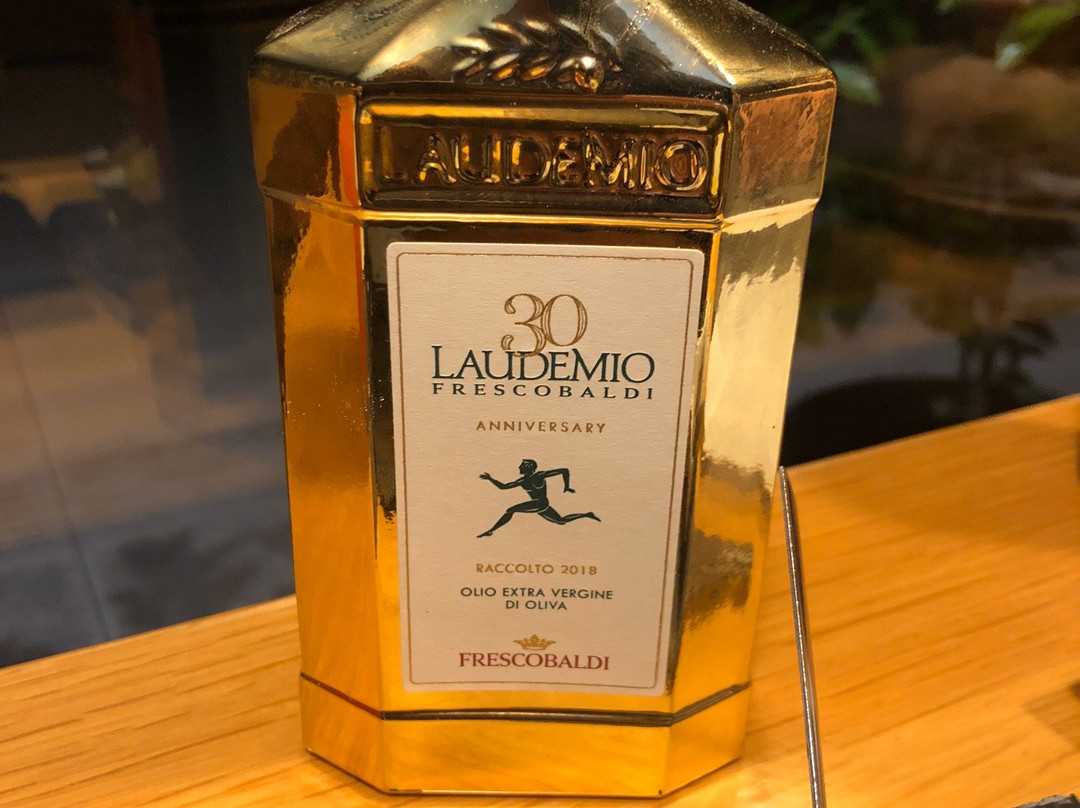 LAUDEMIO
30
LAUDEMIO
FRESCOBALDI
ANNIVERSARY
RACCOLTO 2018
OLIO EXTRA VERGINE
DI OLIVA
FRESCOBALDI